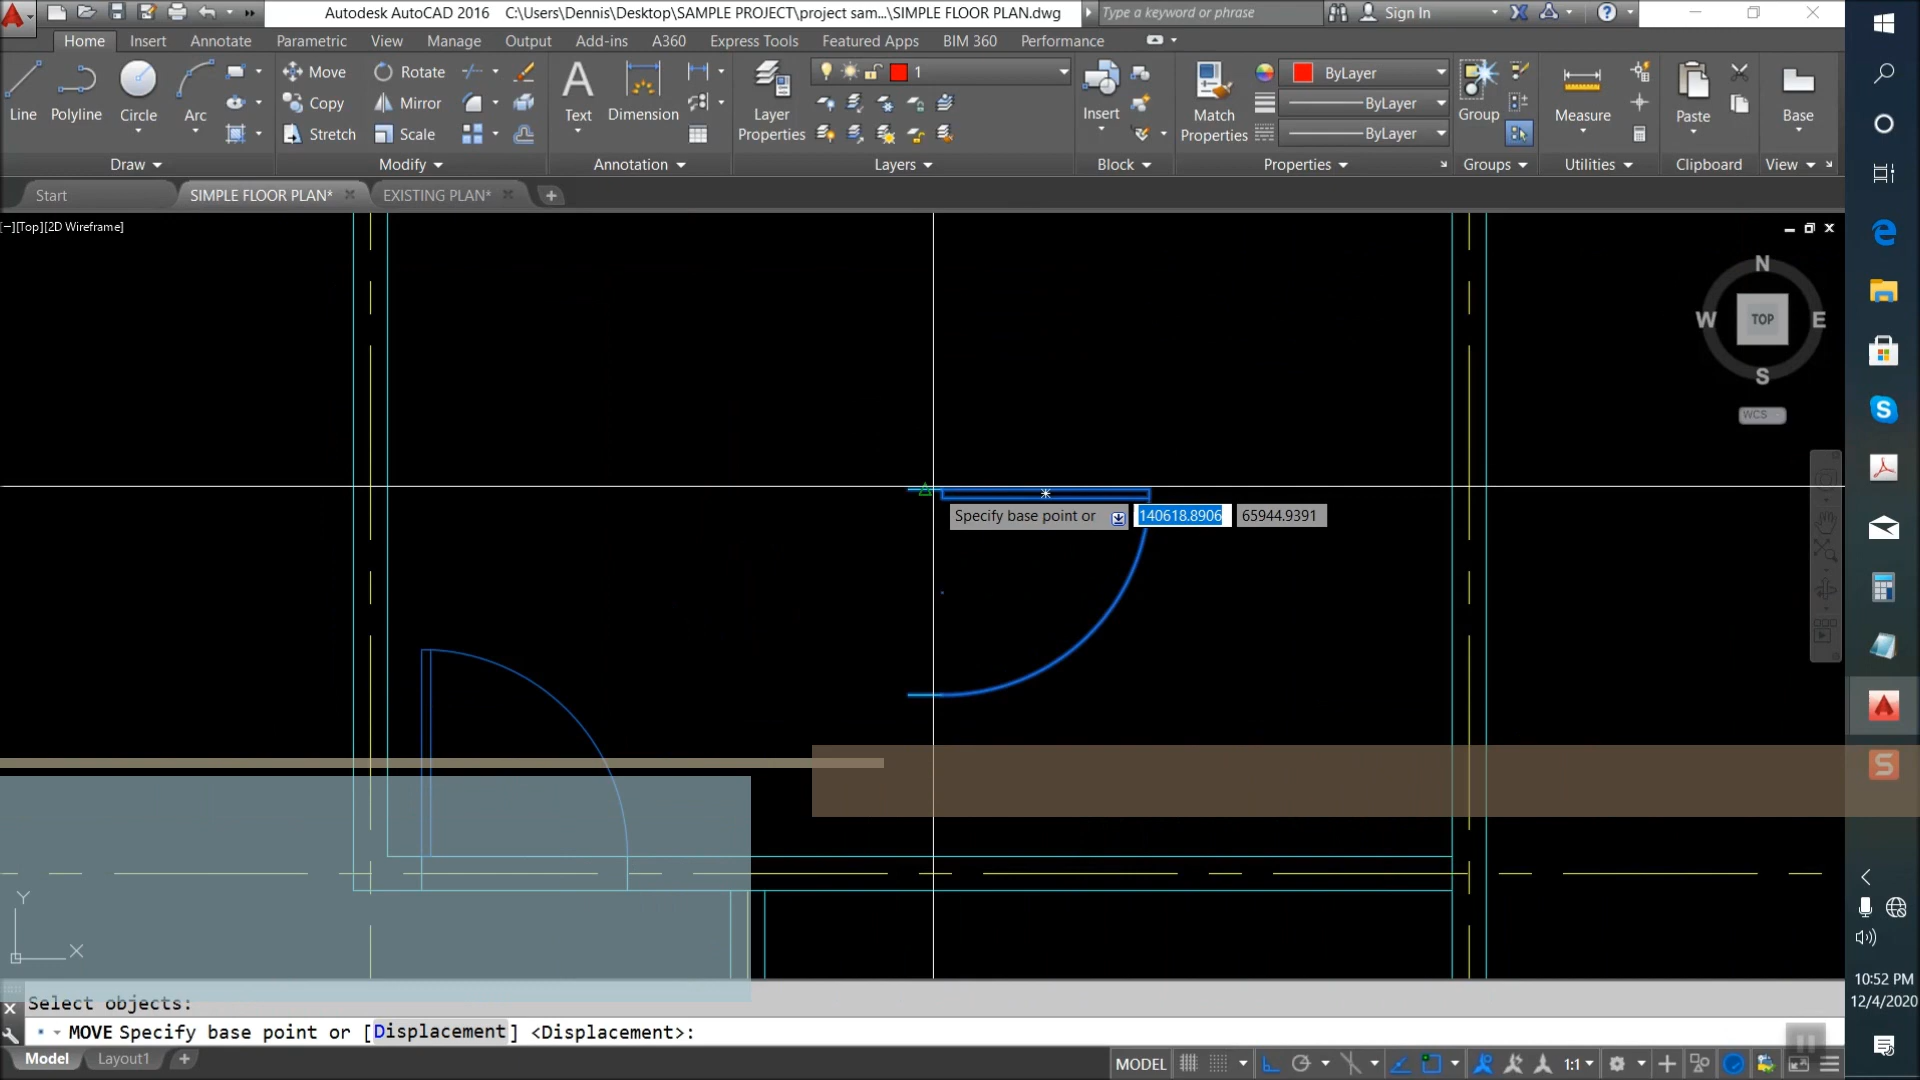 Autodesk AutoCAD 2016 C:\Users\Dennis\Desktop\SAMPLE PROJECT\project sam...\SIMPLE FLOOR PLAN.dwg
Type a keyword or phrase
Sign In
Home Insert Annotate Parametric View Manage Output Add-ins A360 Express Tools Featured Apps BIM 360 Performance
Line Polyline Circle Arc
Move Rotate
Copy Mirror
Stretch Scale
Text Dimension
Layer Properties
1
Insert
Match Properties
ByLayer
ByLayer
ByLayer
Group
Measure
Paste
Base
Draw Modify Annotation Layers Block Properties Groups Utilities Clipboard View
Start SIMPLE FLOOR PLAN* EXISTING PLAN*
[−][Top][2D Wireframe]
N
W TOP E
S
WCS
Specify base point or 140618.8906 65944.9391
Y
X
Select objects:
MOVE Specify base point or [Displacement] <Displacement>:
Model Layout1
MODEL 1:1
10:52 PM
12/4/2020